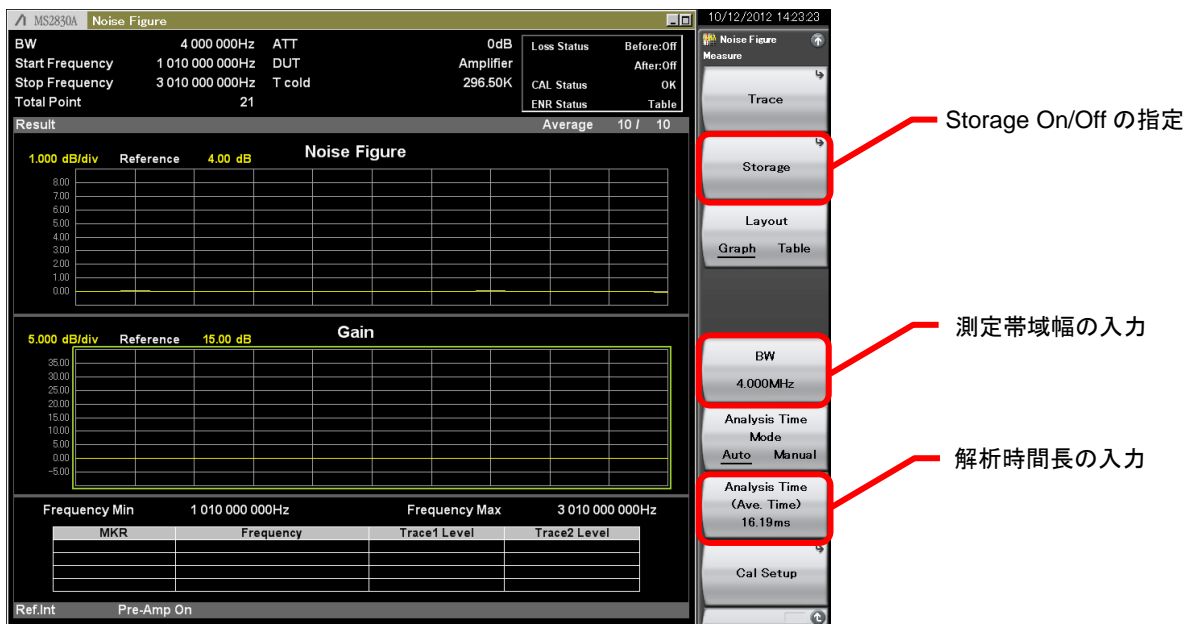 MS2830A Noise Figure
10/12/2012 14:23:23
BW 4 000 000Hz ATT 0dB
Start Frequency 1 010 000 000Hz DUT Amplifier
Stop Frequency 3 010 000 000Hz T cold 296.50K
Total Point 21
Loss Status Before:Off
After:Off
CAL Status OK
ENR Status Table
Result Average 10 / 10
Noise Figure
1.000 dB/div Reference 4.00 dB
8.00
7.00
6.00
5.00
4.00
3.00
2.00
1.00
0.00
Gain
5.000 dB/div Reference 15.00 dB
35.00
30.00
25.00
20.00
15.00
10.00
5.00
0.00
-5.00
Frequency Min 1 010 000 000Hz Frequency Max 3 010 000 000Hz
MKR Frequency Trace1 Level Trace2 Level
Ref.Int Pre-Amp On
Noise Figure
Measure
Trace
Storage
Layout
Graph Table
BW
4.000MHz
Analysis Time
Mode
Auto Manual
Analysis Time
(Ave. Time)
16.19ms
Cal Setup
Storage On/Off の指定
測定帯域幅の入力
解析時間長の入力